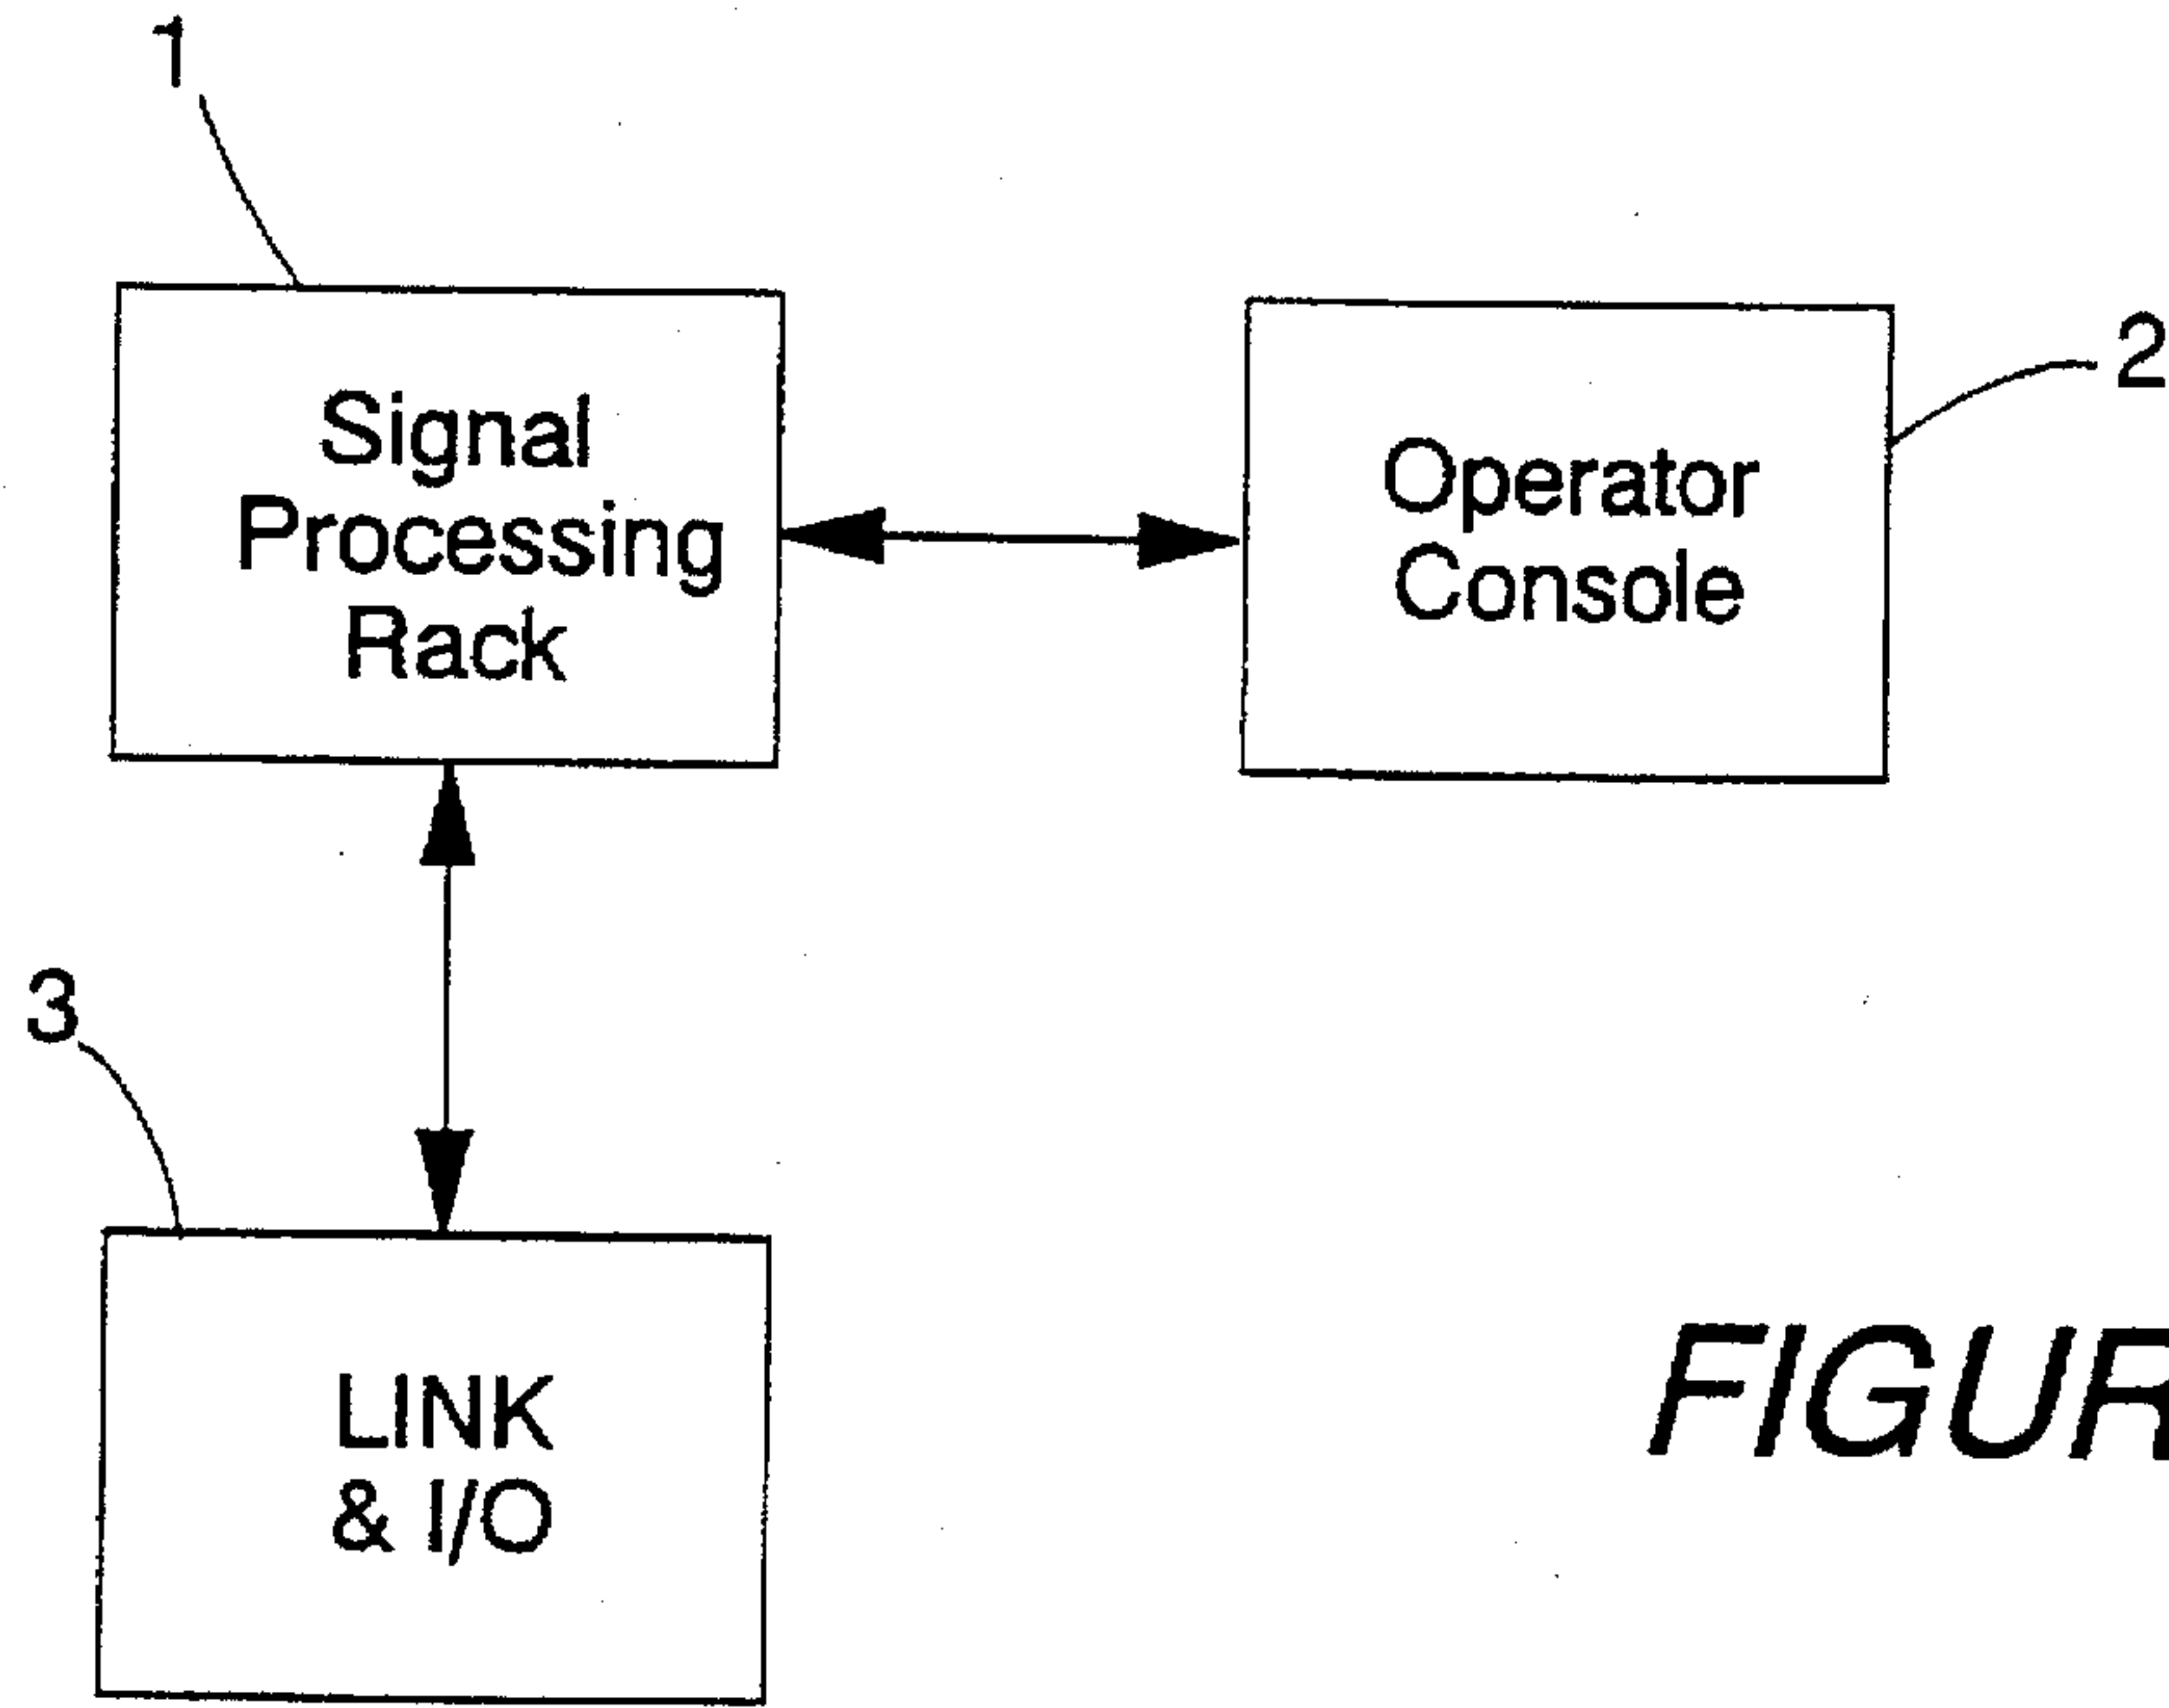 1
Signal
Processing
Rack
Operator
Console
2
3
LINK
& I/O
FIGUR